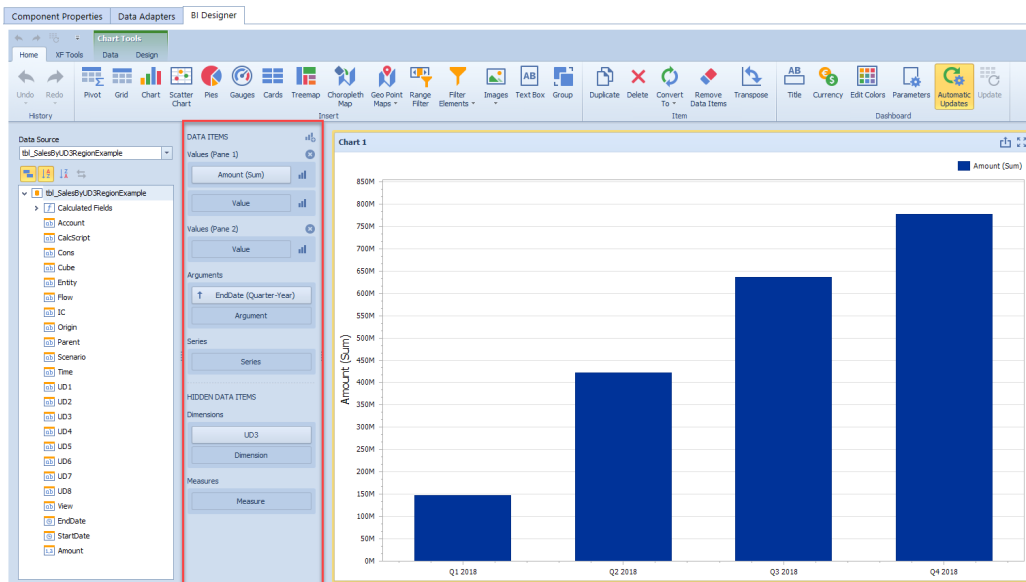 Component Properties Data Adapters BI Designer
Chart Tools
Home XF Tools Data Design
Undo Redo Pivot Grid Chart Scatter Chart Pies Gauges Cards Treemap Choropleth Map Geo Point Maps Range Filter Filter Elements Images Text Box Group Duplicate Delete Convert To Remove Data Items Transpose Title Currency Edit Colors Parameters Automatic Updates Update
History Insert Item Dashboard
Data Source
tbl_SalesByUD3RegionExample
tbl_SalesByUD3RegionExample
Calculated Fields
Account
CalcScript
Cons
Cube
Entity
Flow
IC
Origin
Parent
Scenario
Time
UD1
UD2
UD3
UD4
UD5
UD6
UD7
UD8
View
EndDate
StartDate
Amount
DATA ITEMS
Values (Pane 1)
Amount (Sum)
Value
Values (Pane 2)
Value
Arguments
EndDate (Quarter-Year)
Argument
Series
Series
HIDDEN DATA ITEMS
Dimensions
UD3
Dimension
Measures
Measure
Chart 1
Amount (Sum)
850M
800M
750M
700M
650M
600M
550M
500M
450M
400M
350M
300M
250M
200M
150M
100M
50M
0M
Amount (Sum)
Q1 2018 Q2 2018 Q3 2018 Q4 2018